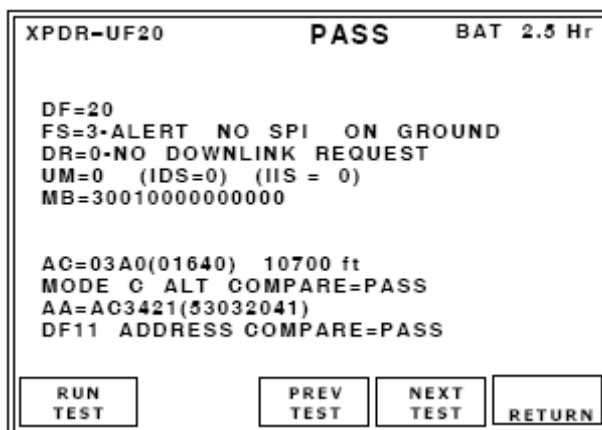 XPDR-UF20 PASS BAT 2.5 Hr
DF=20
FS=3-ALERT NO SPI ON GROUND
DR=0-NO DOWNLINK REQUEST
UM=0 (IDS=0) (IIS = 0)
MB=30010000000000
AC=03A0(01640) 10700 ft
MODE C ALT COMPARE=PASS
AA=AC3421(53032041)
DF11 ADDRESS COMPARE=PASS
RUN TEST
PREV TEST
NEXT TEST
RETURN